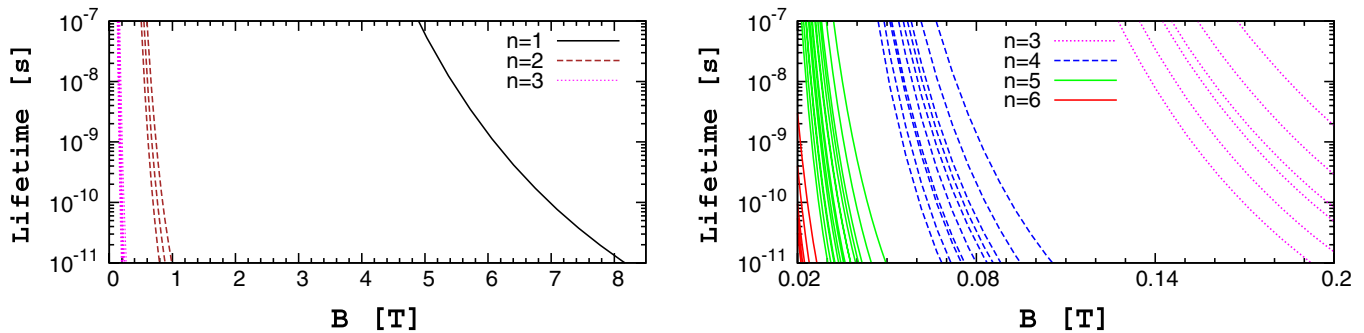 Lifetime [s]
10⁻⁷
10⁻⁸
10⁻⁹
10⁻¹⁰
10⁻¹¹
n=1
n=2
n=3
0 1 2 3 4 5 6 7 8
B [T]
Lifetime [s]
10⁻⁷
10⁻⁸
10⁻⁹
10⁻¹⁰
10⁻¹¹
n=3
n=4
n=5
n=6
0.02 0.08 0.14 0.2
B [T]